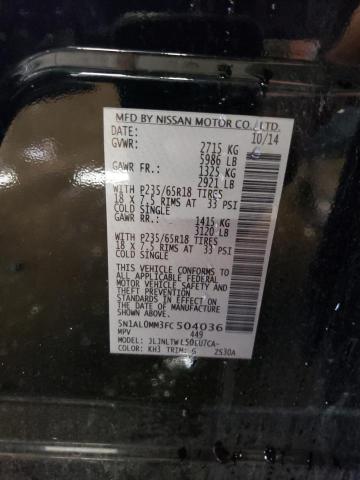 MFD BY NISSAN MOTOR CO., LTD.
DATE: 10/14
GVWR: 2715 KG
5986 LB
GAWR FR.: 1325 KG
2921 LB
WITH P235/65R18 TIRES
18 X 7.5 RIMS AT 33 PSI
COLD SINGLE
GAWR RR.: 1415 KG
3120 LB
WITH P235/65R18 TIRES
18 X 7.5 RIMS AT 33 PSI
COLD SINGLE
THIS VEHICLE CONFORMS TO
ALL APPLICABLE FEDERAL
MOTOR VEHICLE SAFETY
STANDARDS IN EFFECT ON THE
DATE OF MANUFACTURE
SHOWN ABOVE.
5N1AL0MM3FC504036
MPV 449
MODEL:
COLOR: KH3 TRIM: G 2S30A